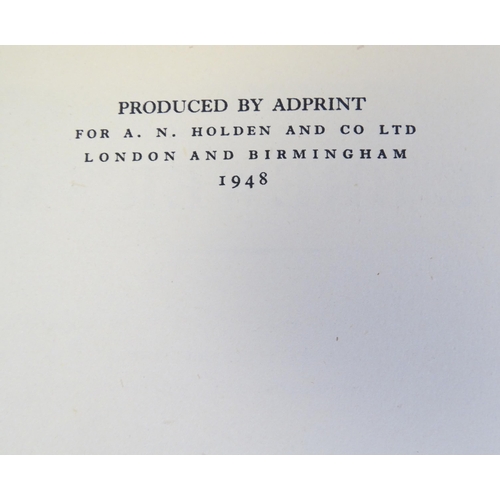 PRODUCED BY ADPRINT
FOR A. N. HOLDEN AND CO LTD
LONDON AND BIRMINGHAM
1948